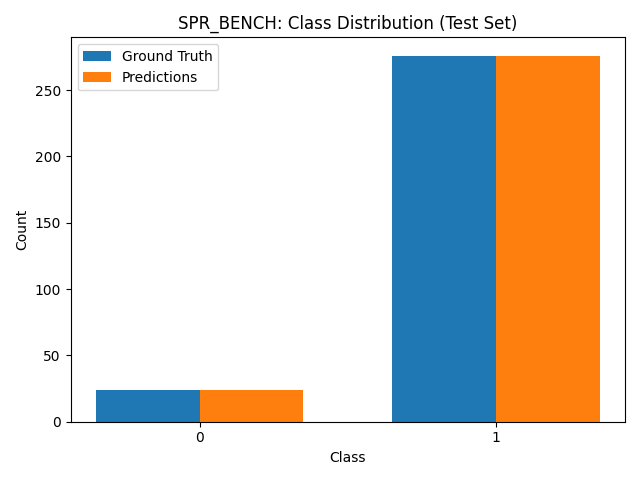 SPR_BENCH: Class Distribution (Test Set)
Ground Truth
Predictions
250
200
150
100
50
0
Count
0 1
Class